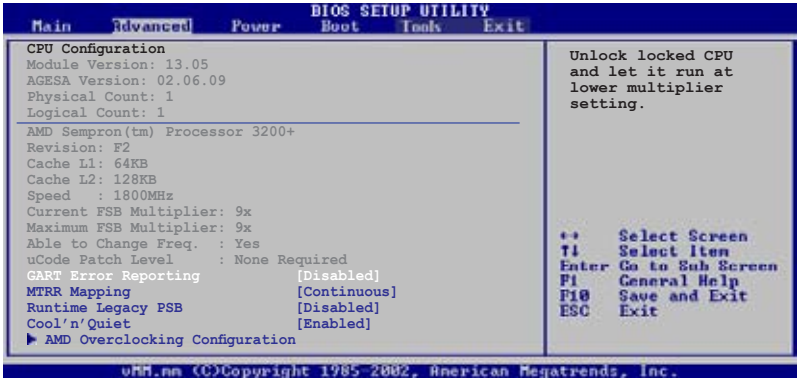 BIOS SETUP UTILITY
Main Advanced Power Boot Tools Exit
CPU Configuration
Module Version: 13.05
AGESA Version: 02.06.09
Physical Count: 1
Logical Count: 1
AMD Sempron(tm) Processor 3200+
Revision: F2
Cache L1: 64KB
Cache L2: 128KB
Speed : 1800MHz
Current FSB Multiplier: 9x
Maximum FSB Multiplier: 9x
Able to Change Freq. : Yes
uCode Patch Level : None Required
GART Error Reporting [Disabled]
MTRR Mapping [Continuous]
Runtime Legacy PSB [Disabled]
Cool'n'Quiet [Enabled]
AMD Overclocking Configuration
Unlock locked CPU
and let it run at
lower multiplier
setting.
↔ Select Screen
↑↓ Select Item
Enter Go to Sub Screen
F1 General Help
F10 Save and Exit
ESC Exit
vMM.mm (C)Copyright 1985-2002, American Megatrends, Inc.